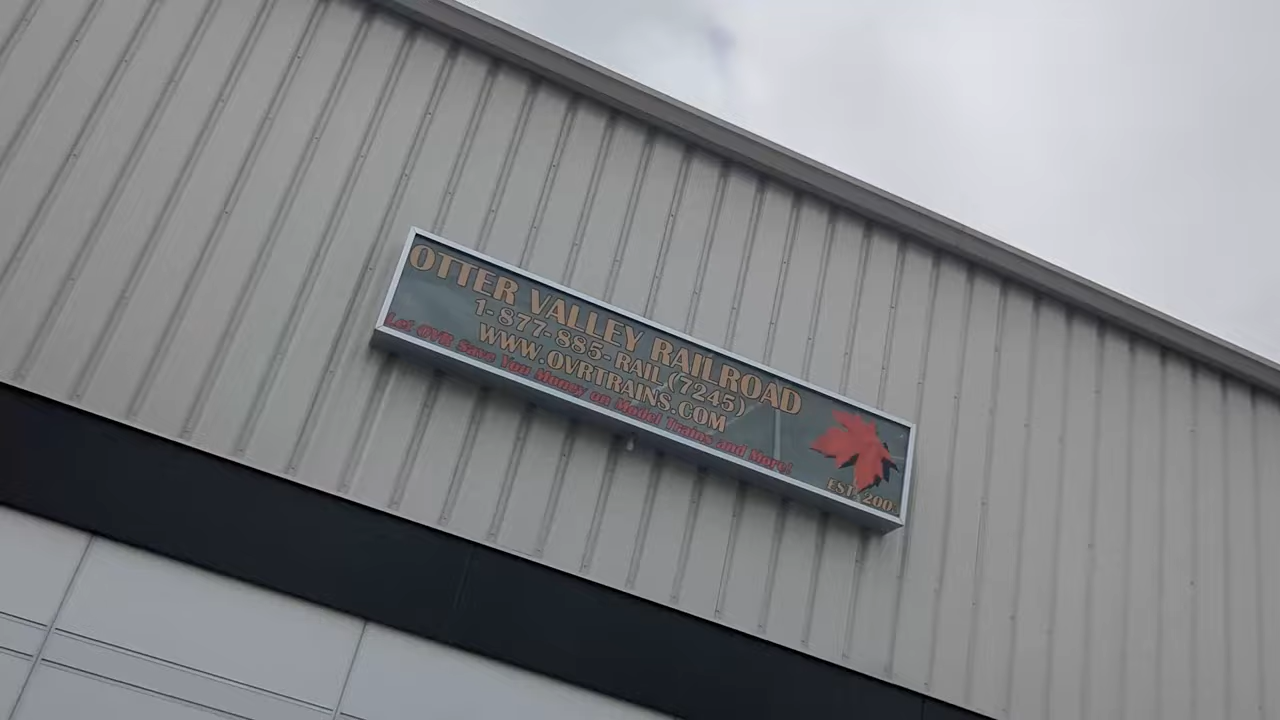 OTTER VALLEY RAILROAD
1-877-885-RAIL (7245)
WWW.OVRTRAINS.COM
Let OVR Save You Money on Model Trains and More!
EST.